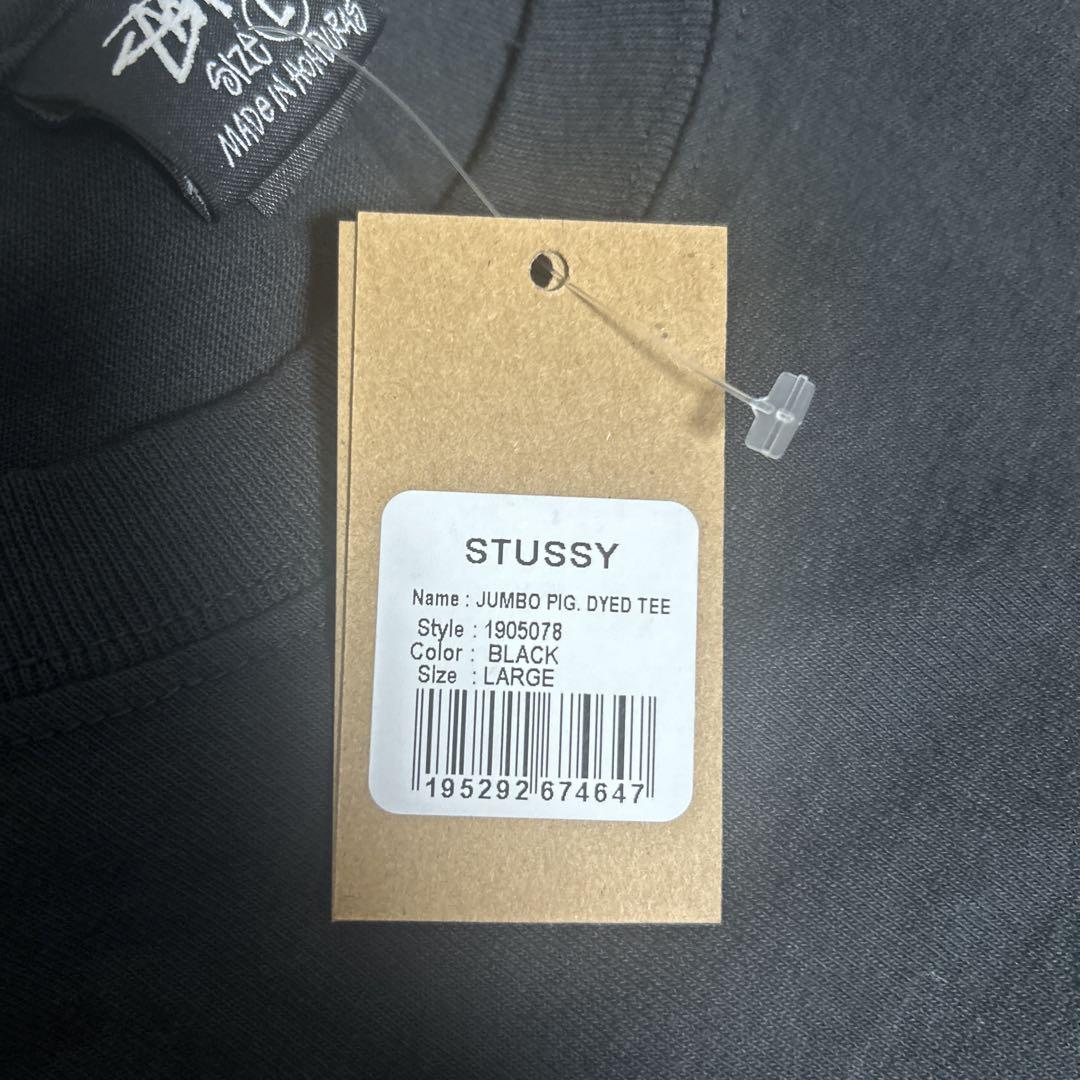 SIZE L
MADE IN HONDURAS
STUSSY
Name : JUMBO PIG. DYED TEE
Style : 1905078
Color : BLACK
Size : LARGE
195292 674647